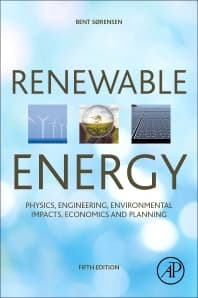 BENT SØRENSEN
RENEWABLE
ENERGY
PHYSICS, ENGINEERING, ENVIRONMENTAL
IMPACTS, ECONOMICS AND PLANNING
FIFTH EDITION
AP